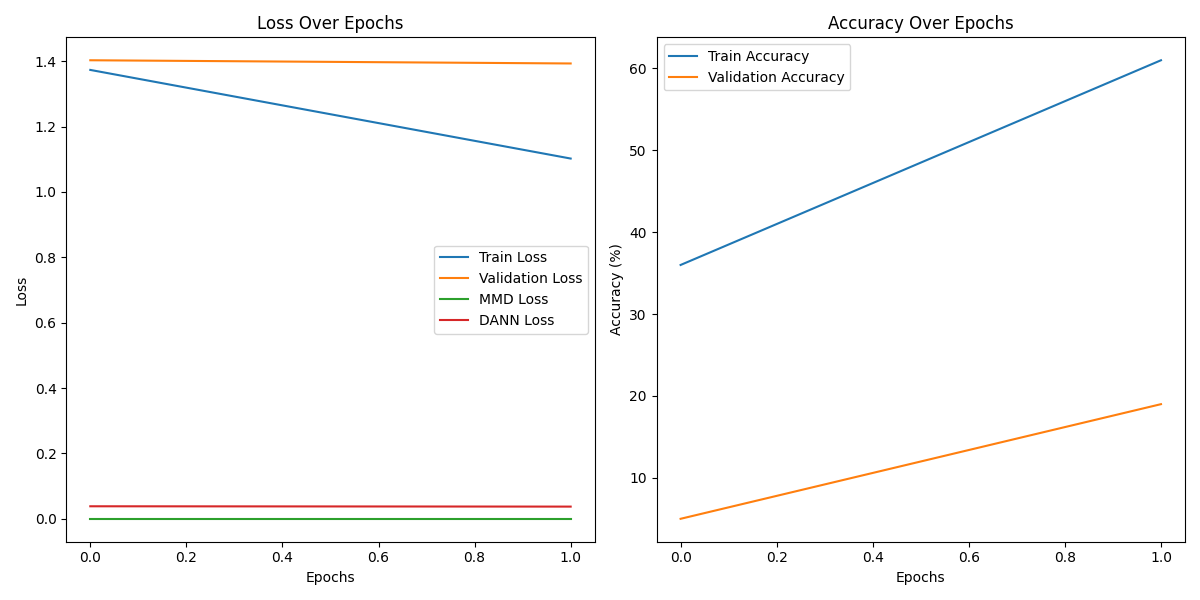 Loss Over Epochs
1.4
1.2
1.0
0.8
0.6
0.4
0.2
0.0
Loss
Train Loss
Validation Loss
MMD Loss
DANN Loss
0.0 0.2 0.4 0.6 0.8 1.0
Epochs
Accuracy Over Epochs
Train Accuracy
Validation Accuracy
60
50
40
30
20
10
Accuracy (%)
0.0 0.2 0.4 0.6 0.8 1.0
Epochs